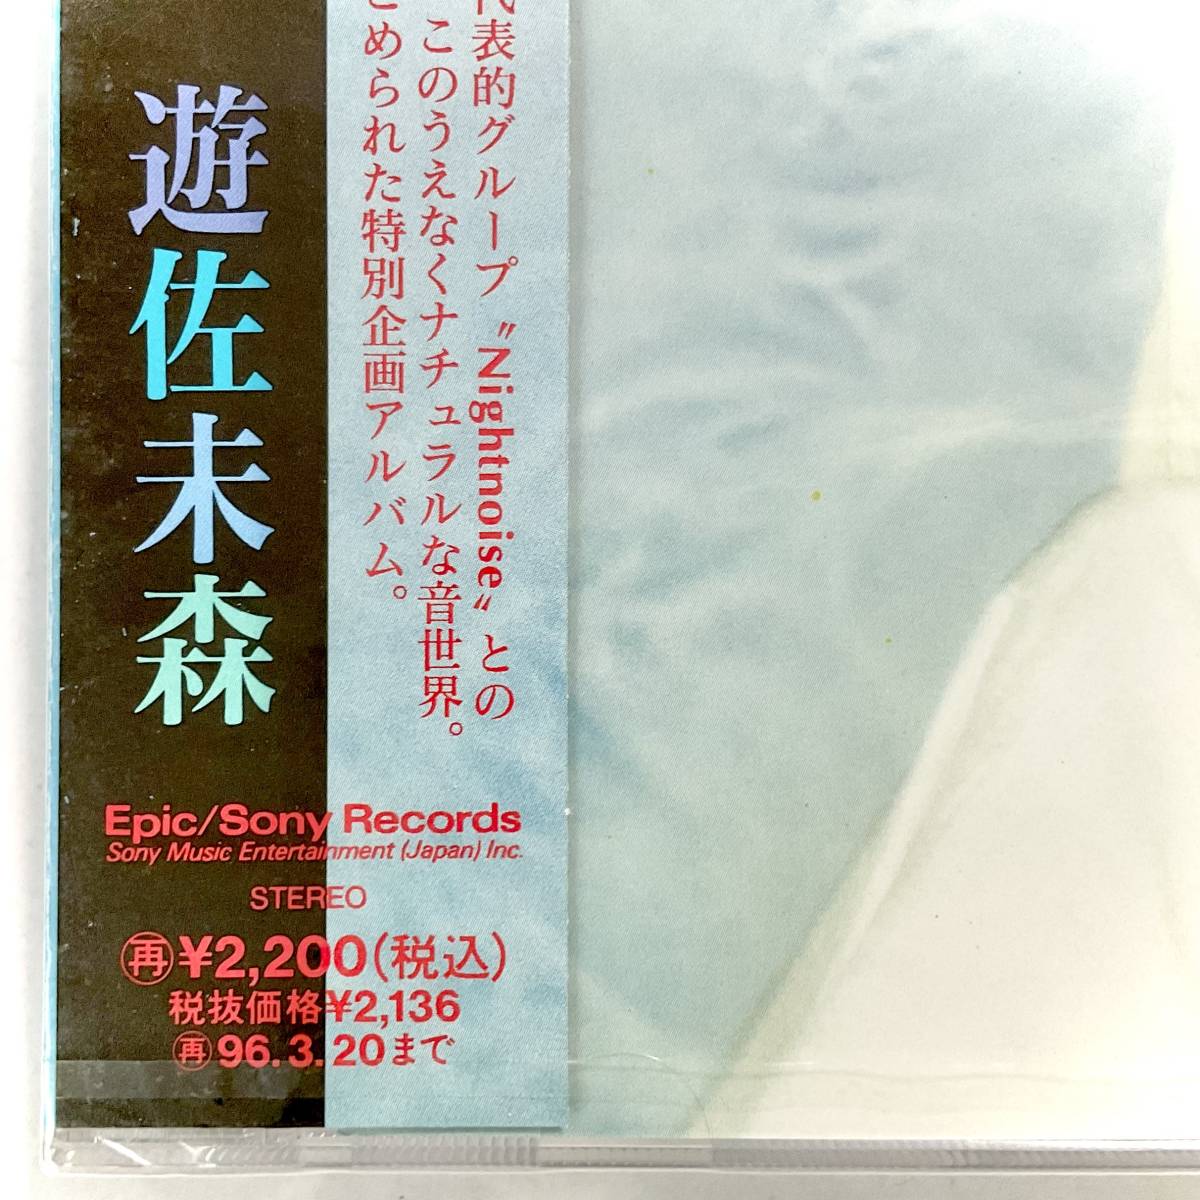 代表的グループ〝Nightnoise〟との
このうえなくナチュラルな音世界。
められた特別企画アルバム。
遊佐未森
Epic/Sony Records
Sony Music Entertainment (Japan) Inc.
STEREO
再¥2,200(税込)
税抜価格¥2,136
再96.3.20まで